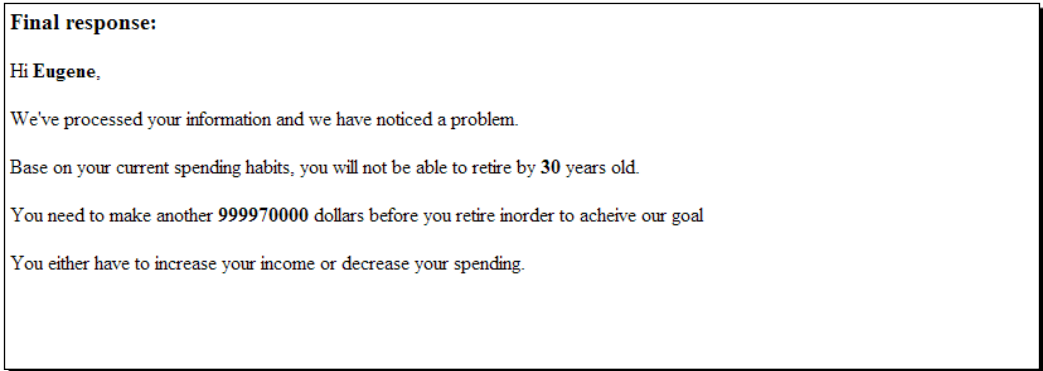 Final response:
Hi Eugene,
We've processed your information and we have noticed a problem.
Base on your current spending habits, you will not be able to retire by 30 years old.
You need to make another 999970000 dollars before you retire inorder to acheive our goal
You either have to increase your income or decrease your spending.